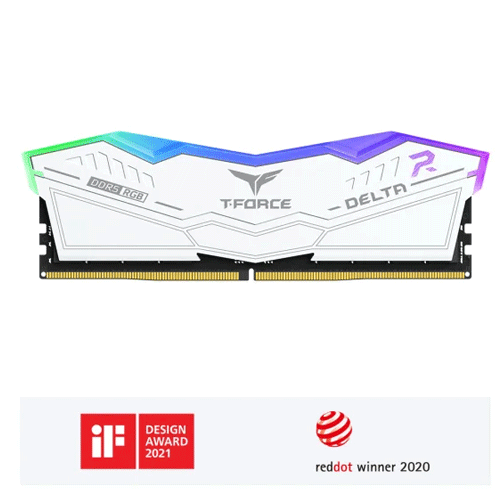 DDR5 RGB
T-FORCE
DELTA R
iF
DESIGN
AWARD
2021
reddot winner 2020